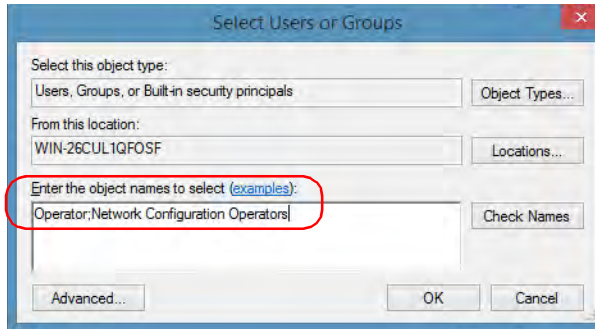 Select Users or Groups
Select this object type:
Users, Groups, or Built-in security principals
Object Types...
From this location:
WIN-26CUL1QFOSF
Locations...
Enter the object names to select (examples):
Operator;Network Configuration Operators
Check Names
Advanced...
OK
Cancel